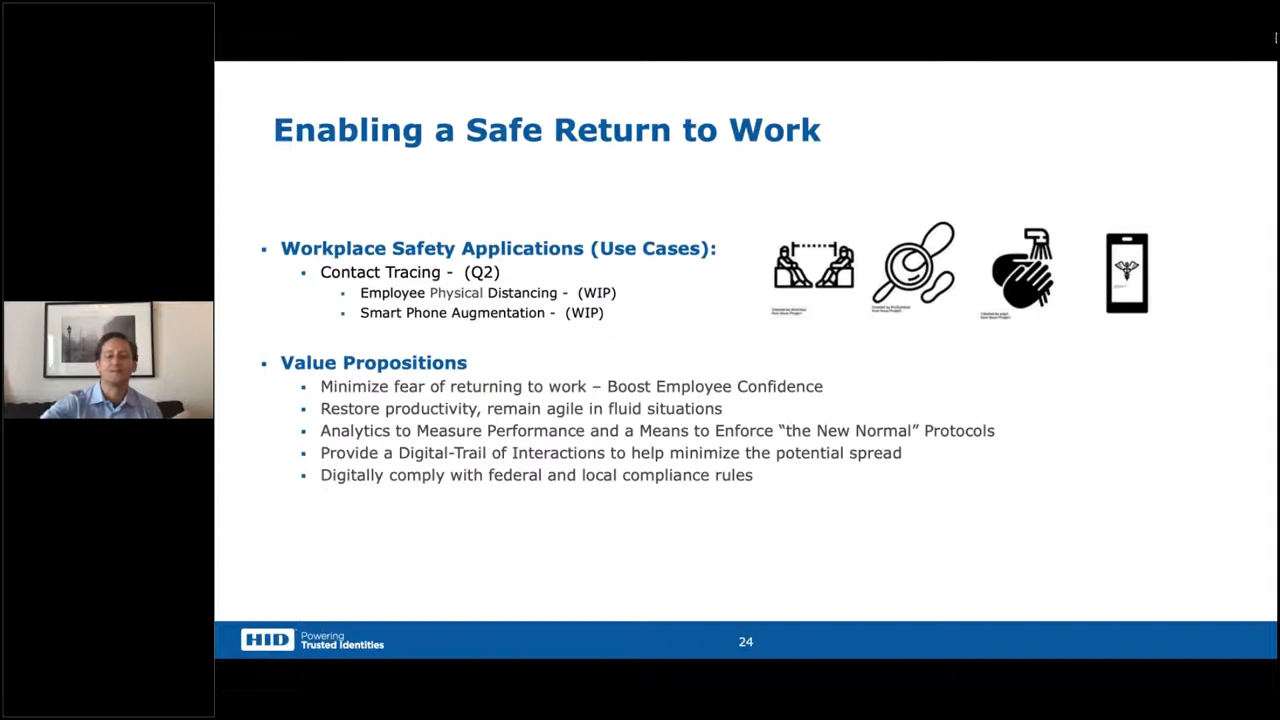 Enabling a Safe Return to Work
▪ Workplace Safety Applications (Use Cases):
▪ Contact Tracing - (Q2)
▪ Employee Physical Distancing - (WIP)
▪ Smart Phone Augmentation - (WIP)
▪ Value Propositions
▪ Minimize fear of returning to work – Boost Employee Confidence
▪ Restore productivity, remain agile in fluid situations
▪ Analytics to Measure Performance and a Means to Enforce “the New Normal” Protocols
▪ Provide a Digital-Trail of Interactions to help minimize the potential spread
▪ Digitally comply with federal and local compliance rules
HID
Powering
Trusted Identities
24